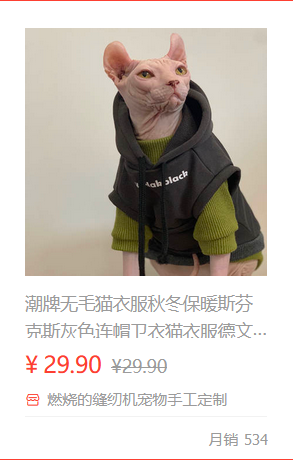 black
潮牌无毛猫衣服秋冬保暖斯芬
克斯灰色连帽卫衣猫衣服德文...
¥ 29.90 ¥29.90
燃烧的缝纫机宠物手工定制
月销 534